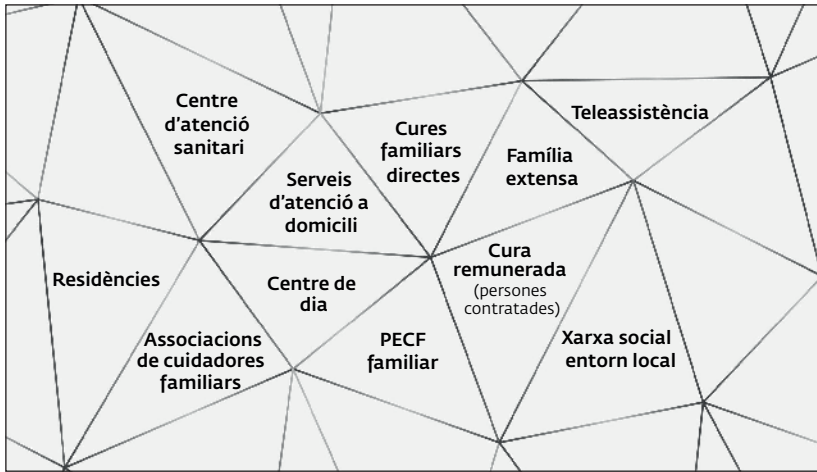 Centre
d'atenció
sanitari
Cures
familiars
directes
Teleassistència
Família
extensa
Serveis
d'atenció a
domicili
Residències
Centre de
dia
Cura
remunerada
(persones
contratades)
Associacions
de cuidadores
familiars
PECF
familiar
Xarxa social
entorn local